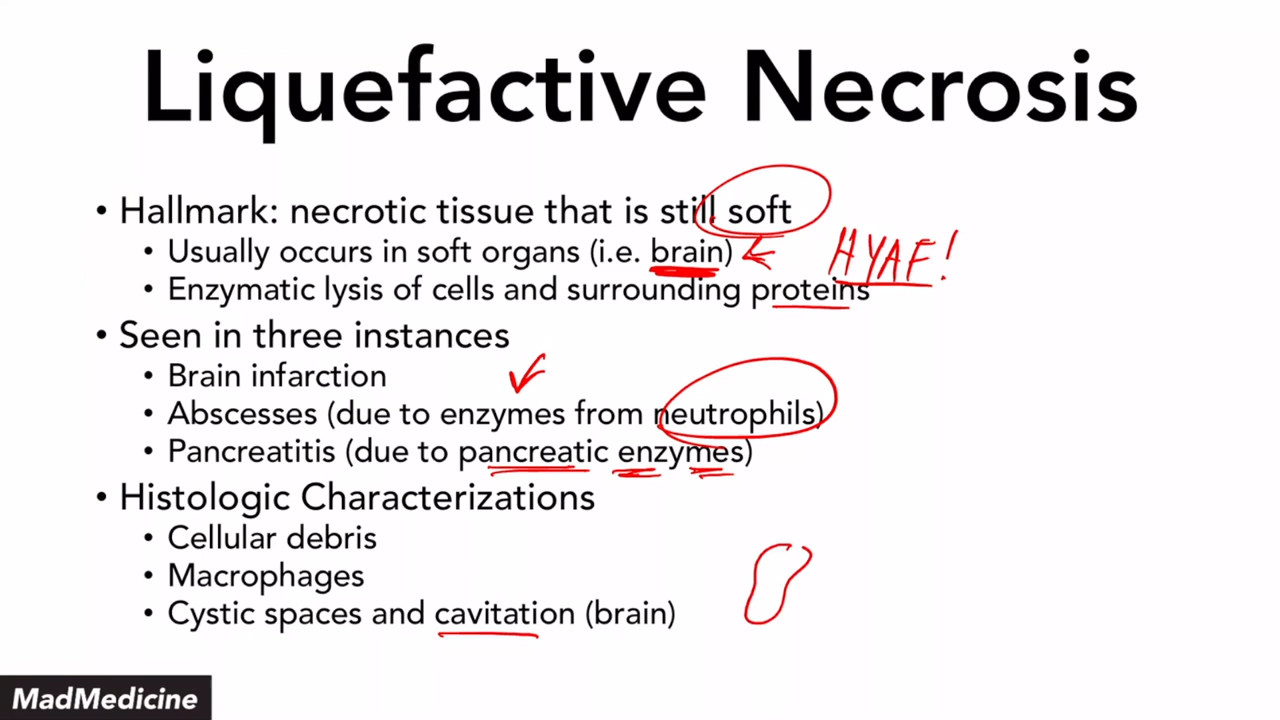 Liquefactive Necrosis
• Hallmark: necrotic tissue that is still soft
• Usually occurs in soft organs (i.e. brain)
HYAF!
• Enzymatic lysis of cells and surrounding proteins
• Seen in three instances
• Brain infarction
• Abscesses (due to enzymes from neutrophils)
• Pancreatitis (due to pancreatic enzymes)
• Histologic Characterizations
• Cellular debris
• Macrophages
• Cystic spaces and cavitation (brain)
MadMedicine